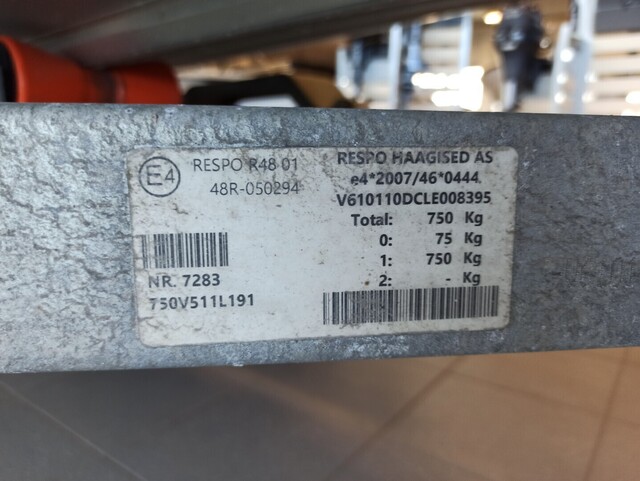 E4
RESPO R48 01
48R-050294
NR. 7283
750V511L191
RESPO HAAGISED AS
e4*2007/46*0444
V610110DCLE008395
Total: 750 Kg
0: 75 Kg
1: 750 Kg
2: - Kg